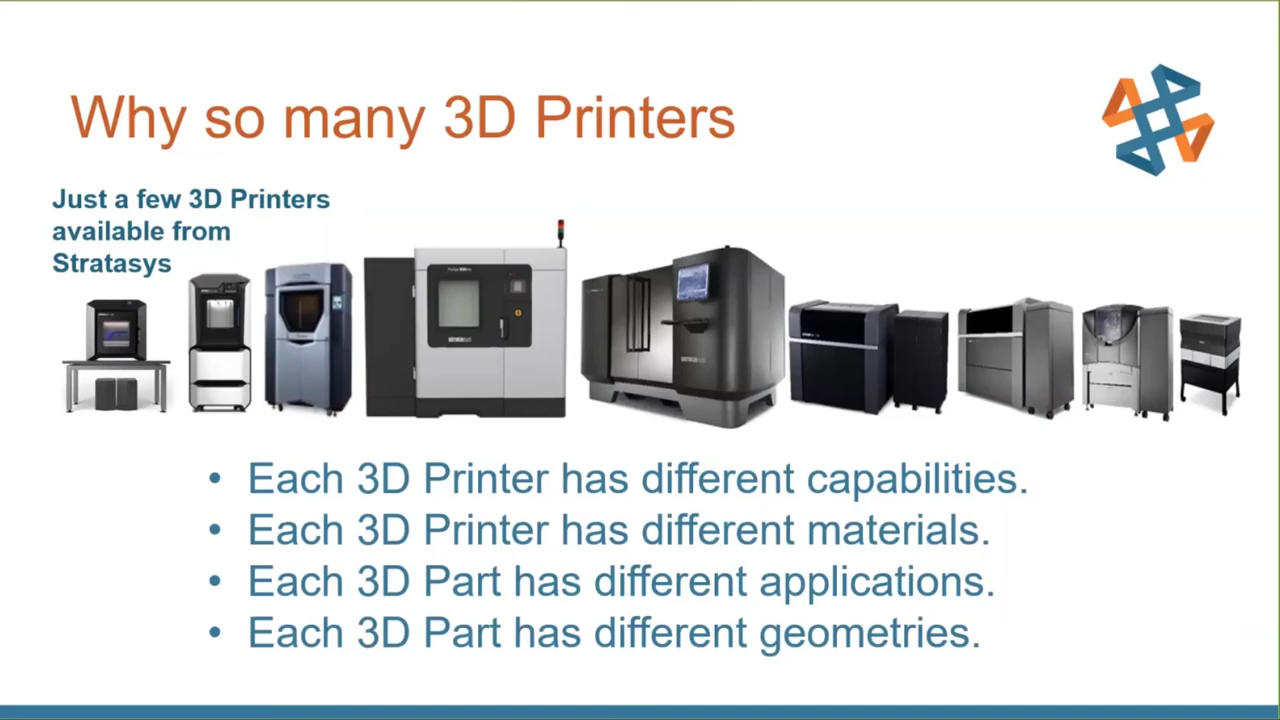 Why so many 3D Printers
Just a few 3D Printers
available from
Stratasys
• Each 3D Printer has different capabilities.
• Each 3D Printer has different materials.
• Each 3D Part has different applications.
• Each 3D Part has different geometries.